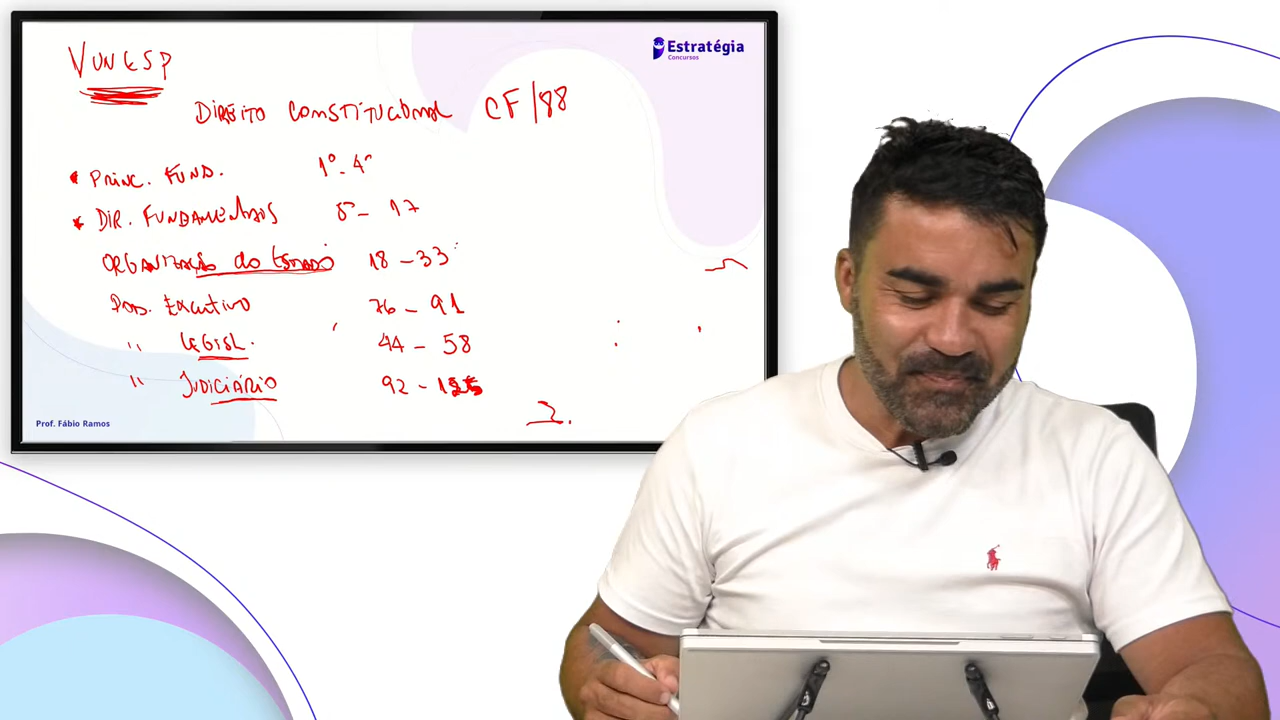 VUNESP
Estratégia
Concursos
DIREITO CONSTITUCIONAL CF/88
• PRINC. FUND. 1º - 4º
• DIR. FUNDAMENTAIS 5º - 17
ORGANIZAÇÃO do ESTADO 18 - 33
POD. EXECUTIVO 76 - 91
" LEGISL. 44 - 58
" JUDICIÁRIO 92 -
2.
Prof. Fábio Ramos